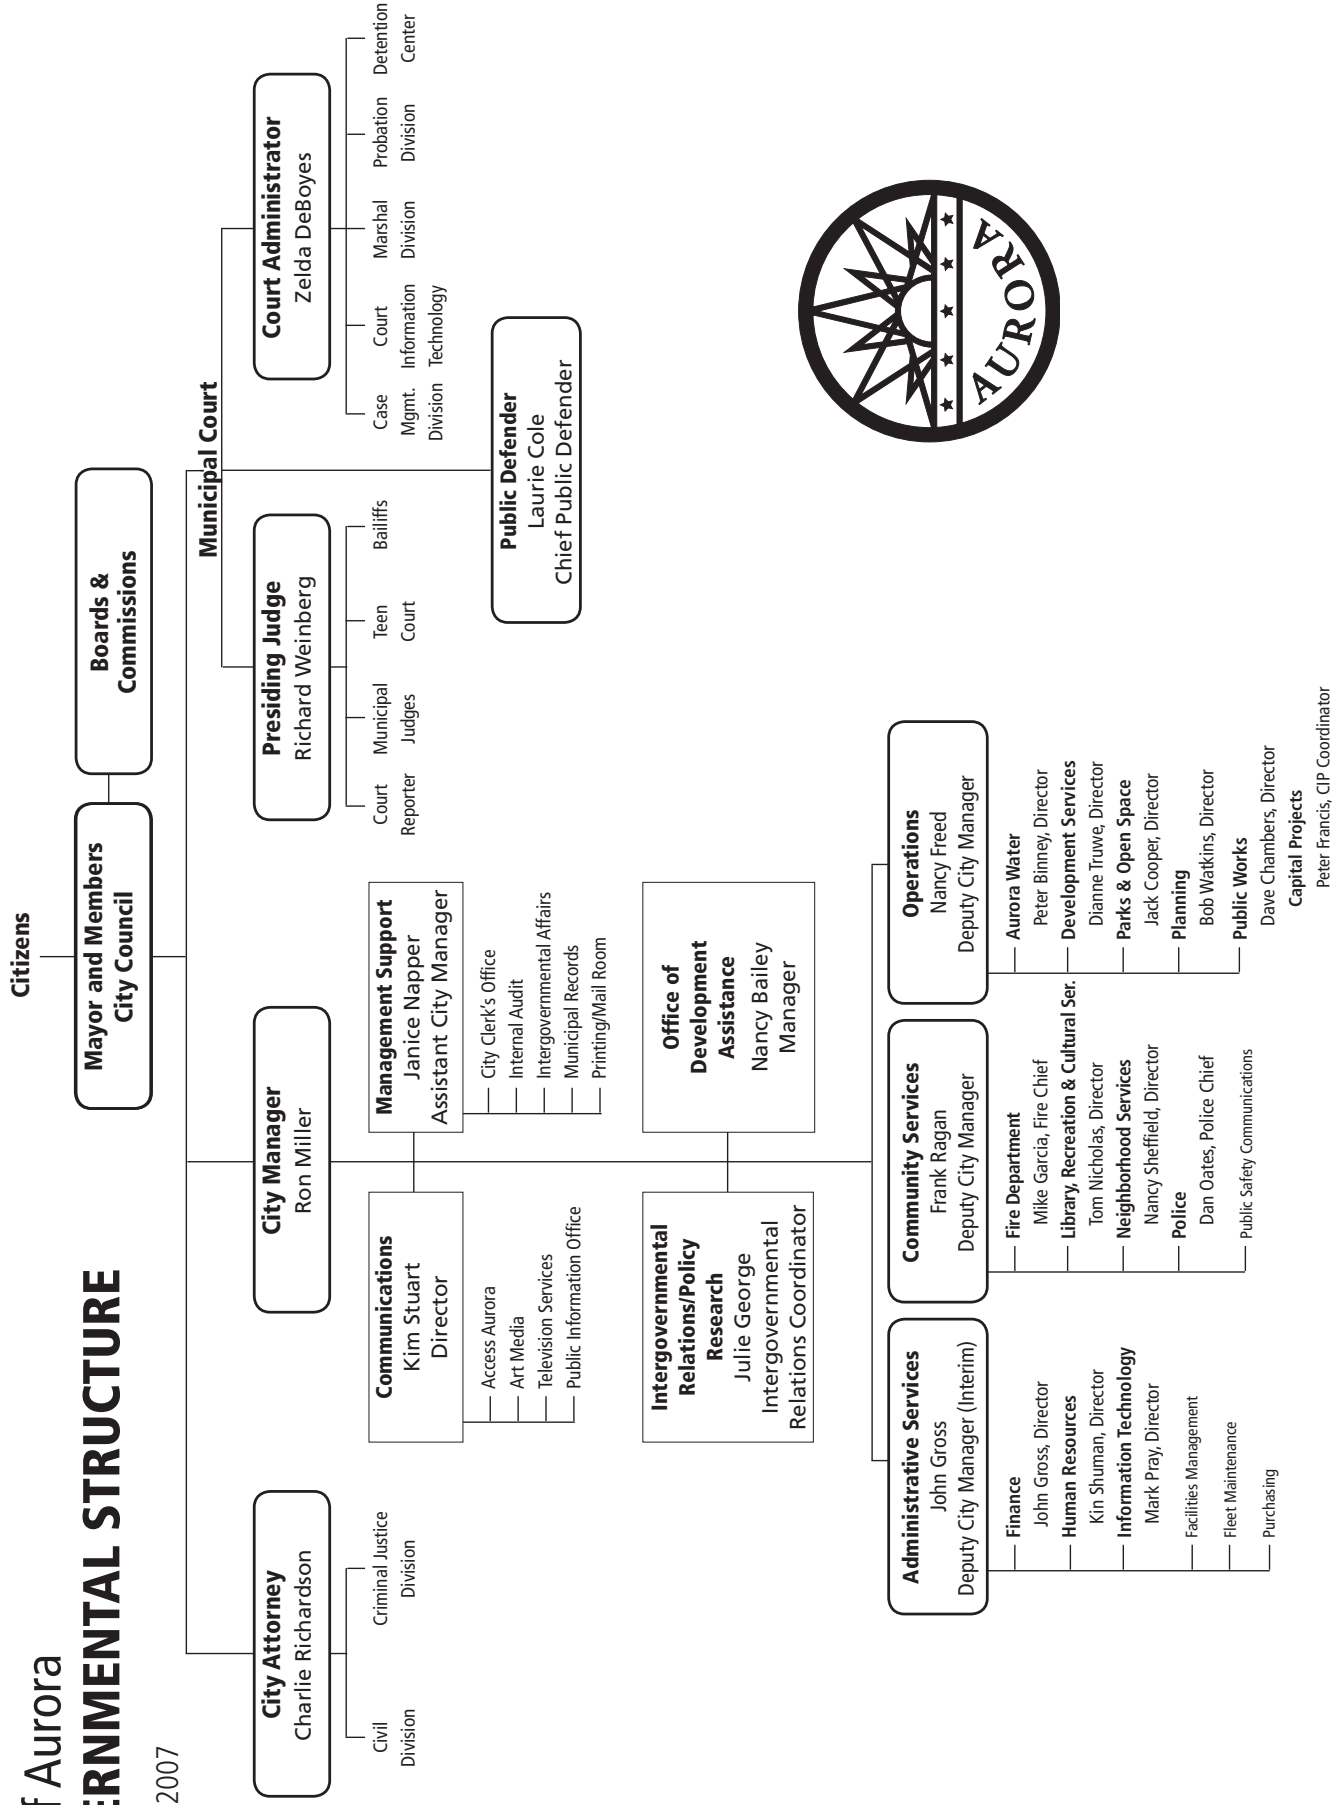 f Aurora
ERNMENTAL STRUCTURE
2007
Citizens
Mayor and Members
City Council
Boards &
Commissions
City Attorney
Charlie Richardson
Civil
Division
Criminal Justice
Division
City Manager
Ron Miller
Municipal Court
Presiding Judge
Richard Weinberg
Court
Reporter
Municipal
Judges
Teen
Court
Bailiffs
Court Administrator
Zelda DeBoyes
Case
Mgmt.
Division
Court
Information
Technology
Marshal
Division
Probation
Division
Detention
Center
Public Defender
Laurie Cole
Chief Public Defender
Communications
Kim Stuart
Director
Access Aurora
Art Media
Television Services
Public Information Office
Management Support
Janice Napper
Assistant City Manager
City Clerk's Office
Internal Audit
Intergovernmental Affairs
Municipal Records
Printing/Mail Room
Intergovernmental
Relations/Policy
Research
Julie George
Intergovernmental
Relations Coordinator
Office of
Development
Assistance
Nancy Bailey
Manager
Administrative Services
John Gross
Deputy City Manager (Interim)
Finance
John Gross, Director
Human Resources
Kin Shuman, Director
Information Technology
Mark Pray, Director
Facilities Management
Fleet Maintenance
Purchasing
Community Services
Frank Ragan
Deputy City Manager
Fire Department
Mike Garcia, Fire Chief
Library, Recreation & Cultural Ser.
Tom Nicholas, Director
Neighborhood Services
Nancy Sheffield, Director
Police
Dan Oates, Police Chief
Public Safety Communications
Operations
Nancy Freed
Deputy City Manager
Aurora Water
Peter Binney, Director
Development Services
Dianne Truwe, Director
Parks & Open Space
Jack Cooper, Director
Planning
Bob Watkins, Director
Public Works
Dave Chambers, Director
Capital Projects
Peter Francis, CIP Coordinator
AURORA